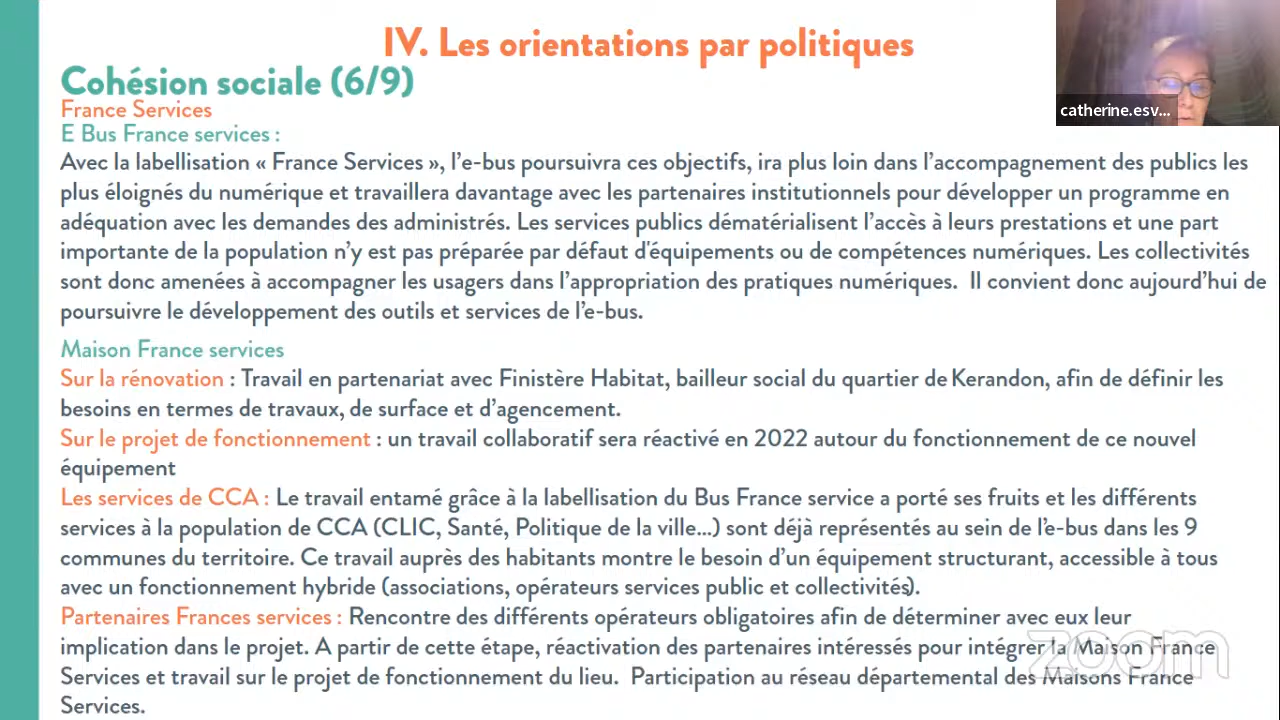 IV. Les orientations par politiques
Cohésion sociale (6/9)
catherine.esv...
France Services
E Bus France services :
Avec la labellisation « France Services », l'e-bus poursuivra ces objectifs, ira plus loin dans l'accompagnement des publics les
plus éloignés du numérique et travaillera davantage avec les partenaires institutionnels pour développer un programme en
adéquation avec les demandes des administrés. Les services publics dématérialisent l'accès à leurs prestations et une part
importante de la population n'y est pas préparée par défaut d'équipements ou de compétences numériques. Les collectivités
sont donc amenées à accompagner les usagers dans l'appropriation des pratiques numériques. Il convient donc aujourd'hui de
poursuivre le développement des outils et services de l'e-bus.
Maison France services
Sur la rénovation : Travail en partenariat avec Finistère Habitat, bailleur social du quartier de Kerandon, afin de définir les
besoins en termes de travaux, de surface et d'agencement.
Sur le projet de fonctionnement : un travail collaboratif sera réactivé en 2022 autour du fonctionnement de ce nouvel
équipement
Les services de CCA : Le travail entamé grâce à la labellisation du Bus France service a porté ses fruits et les différents
services à la population de CCA (CLIC, Santé, Politique de la ville...) sont déjà représentés au sein de l'e-bus dans les 9
communes du territoire. Ce travail auprès des habitants montre le besoin d'un équipement structurant, accessible à tous
avec un fonctionnement hybride (associations, opérateurs services public et collectivités).
Partenaires Frances services : Rencontre des différents opérateurs obligatoires afin de déterminer avec eux leur
implication dans le projet. A partir de cette étape, réactivation des partenaires intéressés pour intégrer la Maison France
Services et travail sur le projet de fonctionnement du lieu. Participation au réseau départemental des Maisons France
Services.
zoom